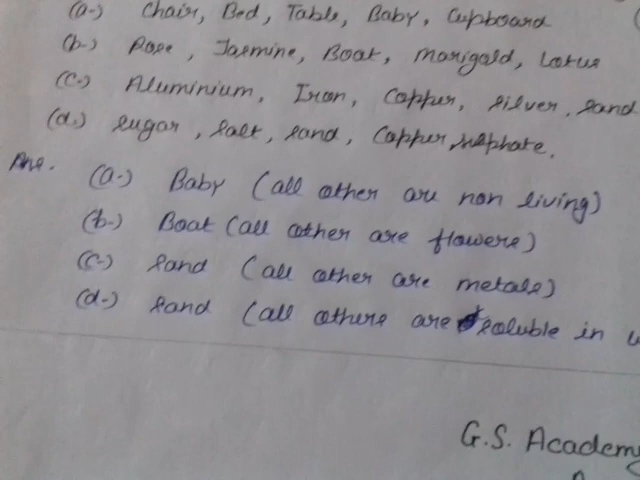 (a.) Chair, Bed, Table, Baby, Cupboard
(b.) Rose, Jasmine, Boat, Marigold, Lotus
(c.) Aluminium, Iron, Copper, Silver, Sand
(d.) Sugar, Salt, Sand, Copper sulphate.
Ans. (a.) Baby (all other are non living)
(b.) Boat (all other are flowers)
(c.) Sand (all other are metals)
(d.) Sand (all others are soluble in
G.S. Academy